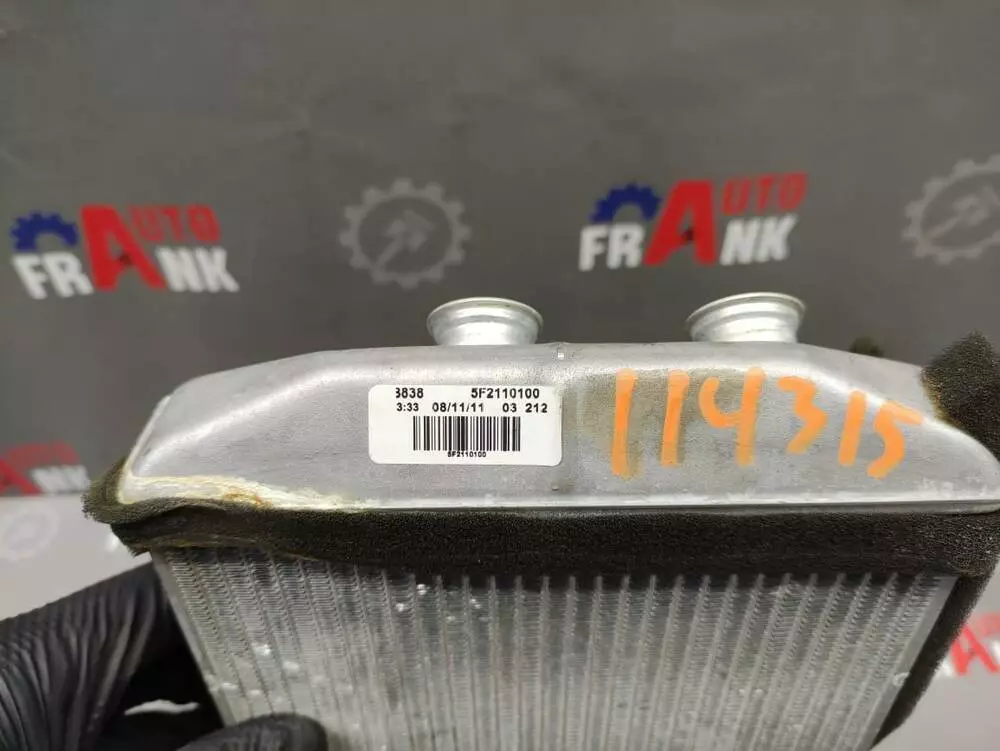 AUTO
FRANK
AUTO
FRANK
3838 5F2110100
3:33 08/11/11 03 212
5F2110100
114315